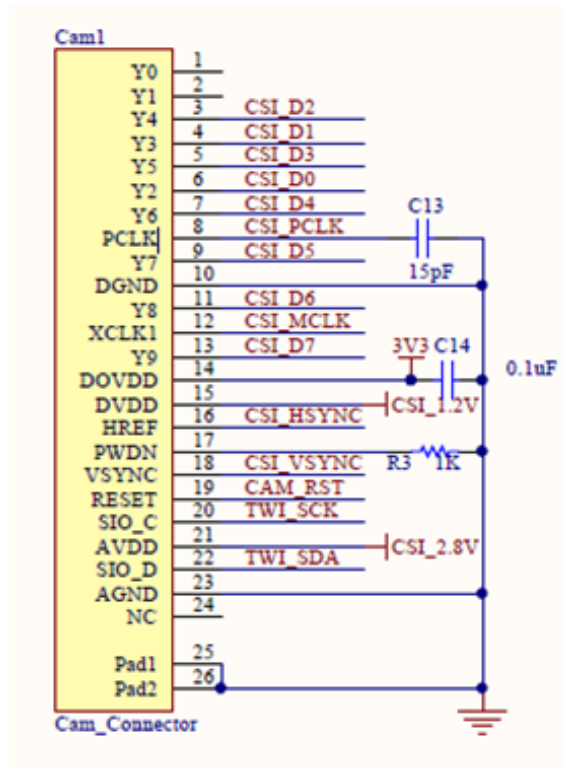 Cam1
Y0 1
Y1 2
Y4 3 CSI_D2
Y3 4 CSI_D1
Y5 5 CSI_D3
Y2 6 CSI_D0
Y6 7 CSI_D4
PCLK 8 CSI_PCLK C13
Y7 9 CSI_D5 15pF
DGND 10
Y8 11 CSI_D6
XCLK1 12 CSI_MCLK
Y9 13 CSI_D7 3V3 C14
DOVDD 14 0.1uF
DVDD 15 CSI_1.2V
HREF 16 CSI_HSYNC
PWDN 17
VSYNC 18 CSI_VSYNC R3 1K
RESET 19 CAM_RST
SIO_C 20 TWI_SCK
AVDD 21 CSI_2.8V
SIO_D 22 TWI_SDA
AGND 23
NC 24
Pad1 25
Pad2 26
Cam_Connector